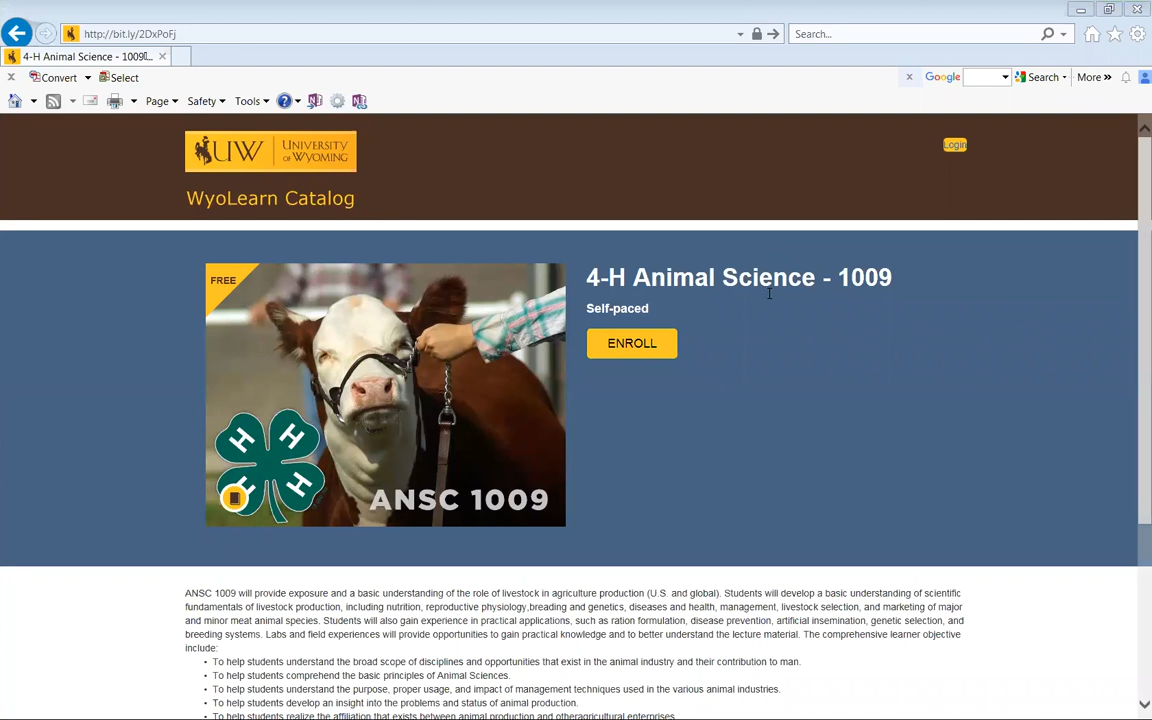 http://bit.ly/2DxPoFj
Search...
4-H Animal Science - 1009...
Convert Select
Google Search More »
Page Safety Tools
UW UNIVERSITY OF WYOMING
Login
WyoLearn Catalog
FREE
4-H Animal Science - 1009
Self-paced
ENROLL
H H
H H
ANSC 1009
ANSC 1009 will provide exposure and a basic understanding of the role of livestock in agriculture production (U.S. and global). Students will develop a basic understanding of scientific
fundamentals of livestock production, including nutrition, reproductive physiology,breeding and genetics, diseases and health, management, livestock selection, and marketing of major
and minor meat animal species. Students will also gain experience in practical applications, such as ration formulation, disease prevention, artificial insemination, genetic selection, and
breeding systems. Labs and field experiences will provide opportunities to gain practical knowledge and to better understand the lecture material. The comprehensive learner objective
include:
• To help students understand the broad scope of disciplines and opportunities that exist in the animal industry and their contribution to man.
• To help students comprehend the basic principles of Animal Sciences.
• To help students understand the purpose, proper usage, and impact of management techniques used in the various animal industries.
• To help students develop an insight into the problems and status of animal production.
• To help students realize the affiliation that exists between animal production and otheragricultural enterprises.